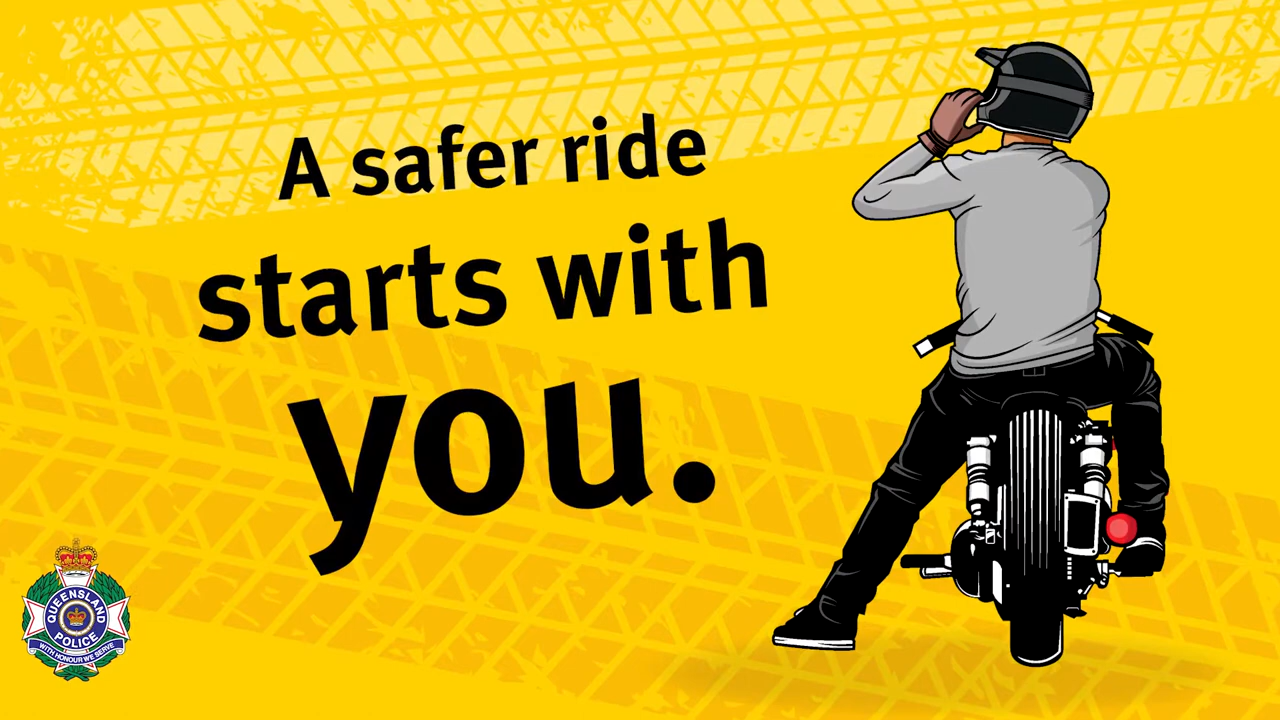 A safer ride
starts with
you.
QUEENSLAND
POLICE
WITH HONOUR WE SERVE